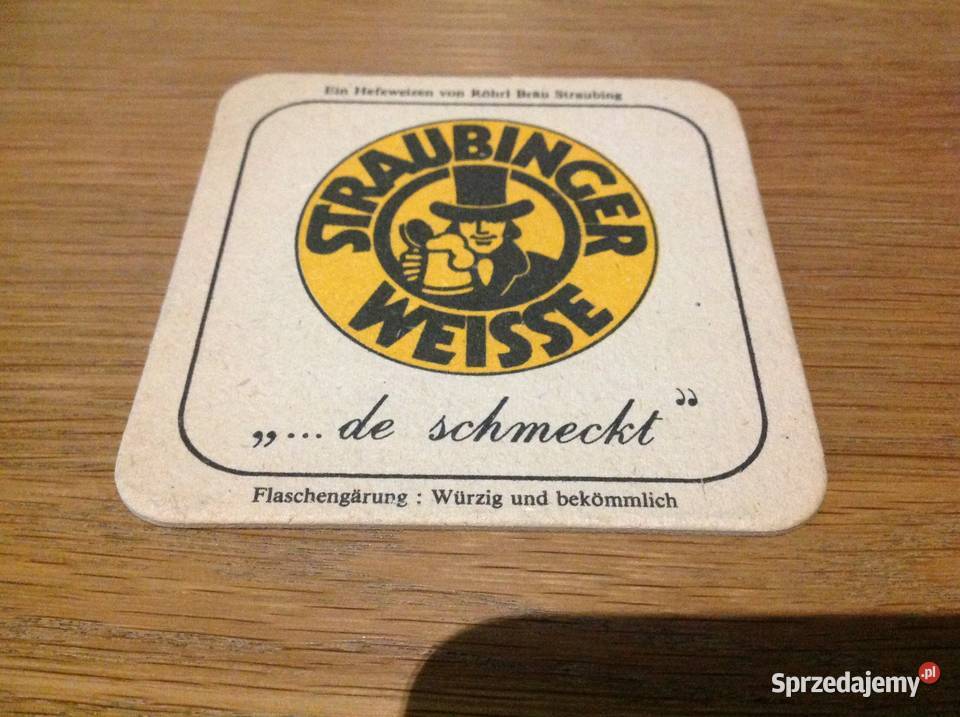 Ein Hefeweizen von Röhrl Bräu Straubing
STRAUBINGER
WEISSE
„... de schmeckt”
Flaschengärung : Würzig und bekömmlich
Sprzedajemy.pl